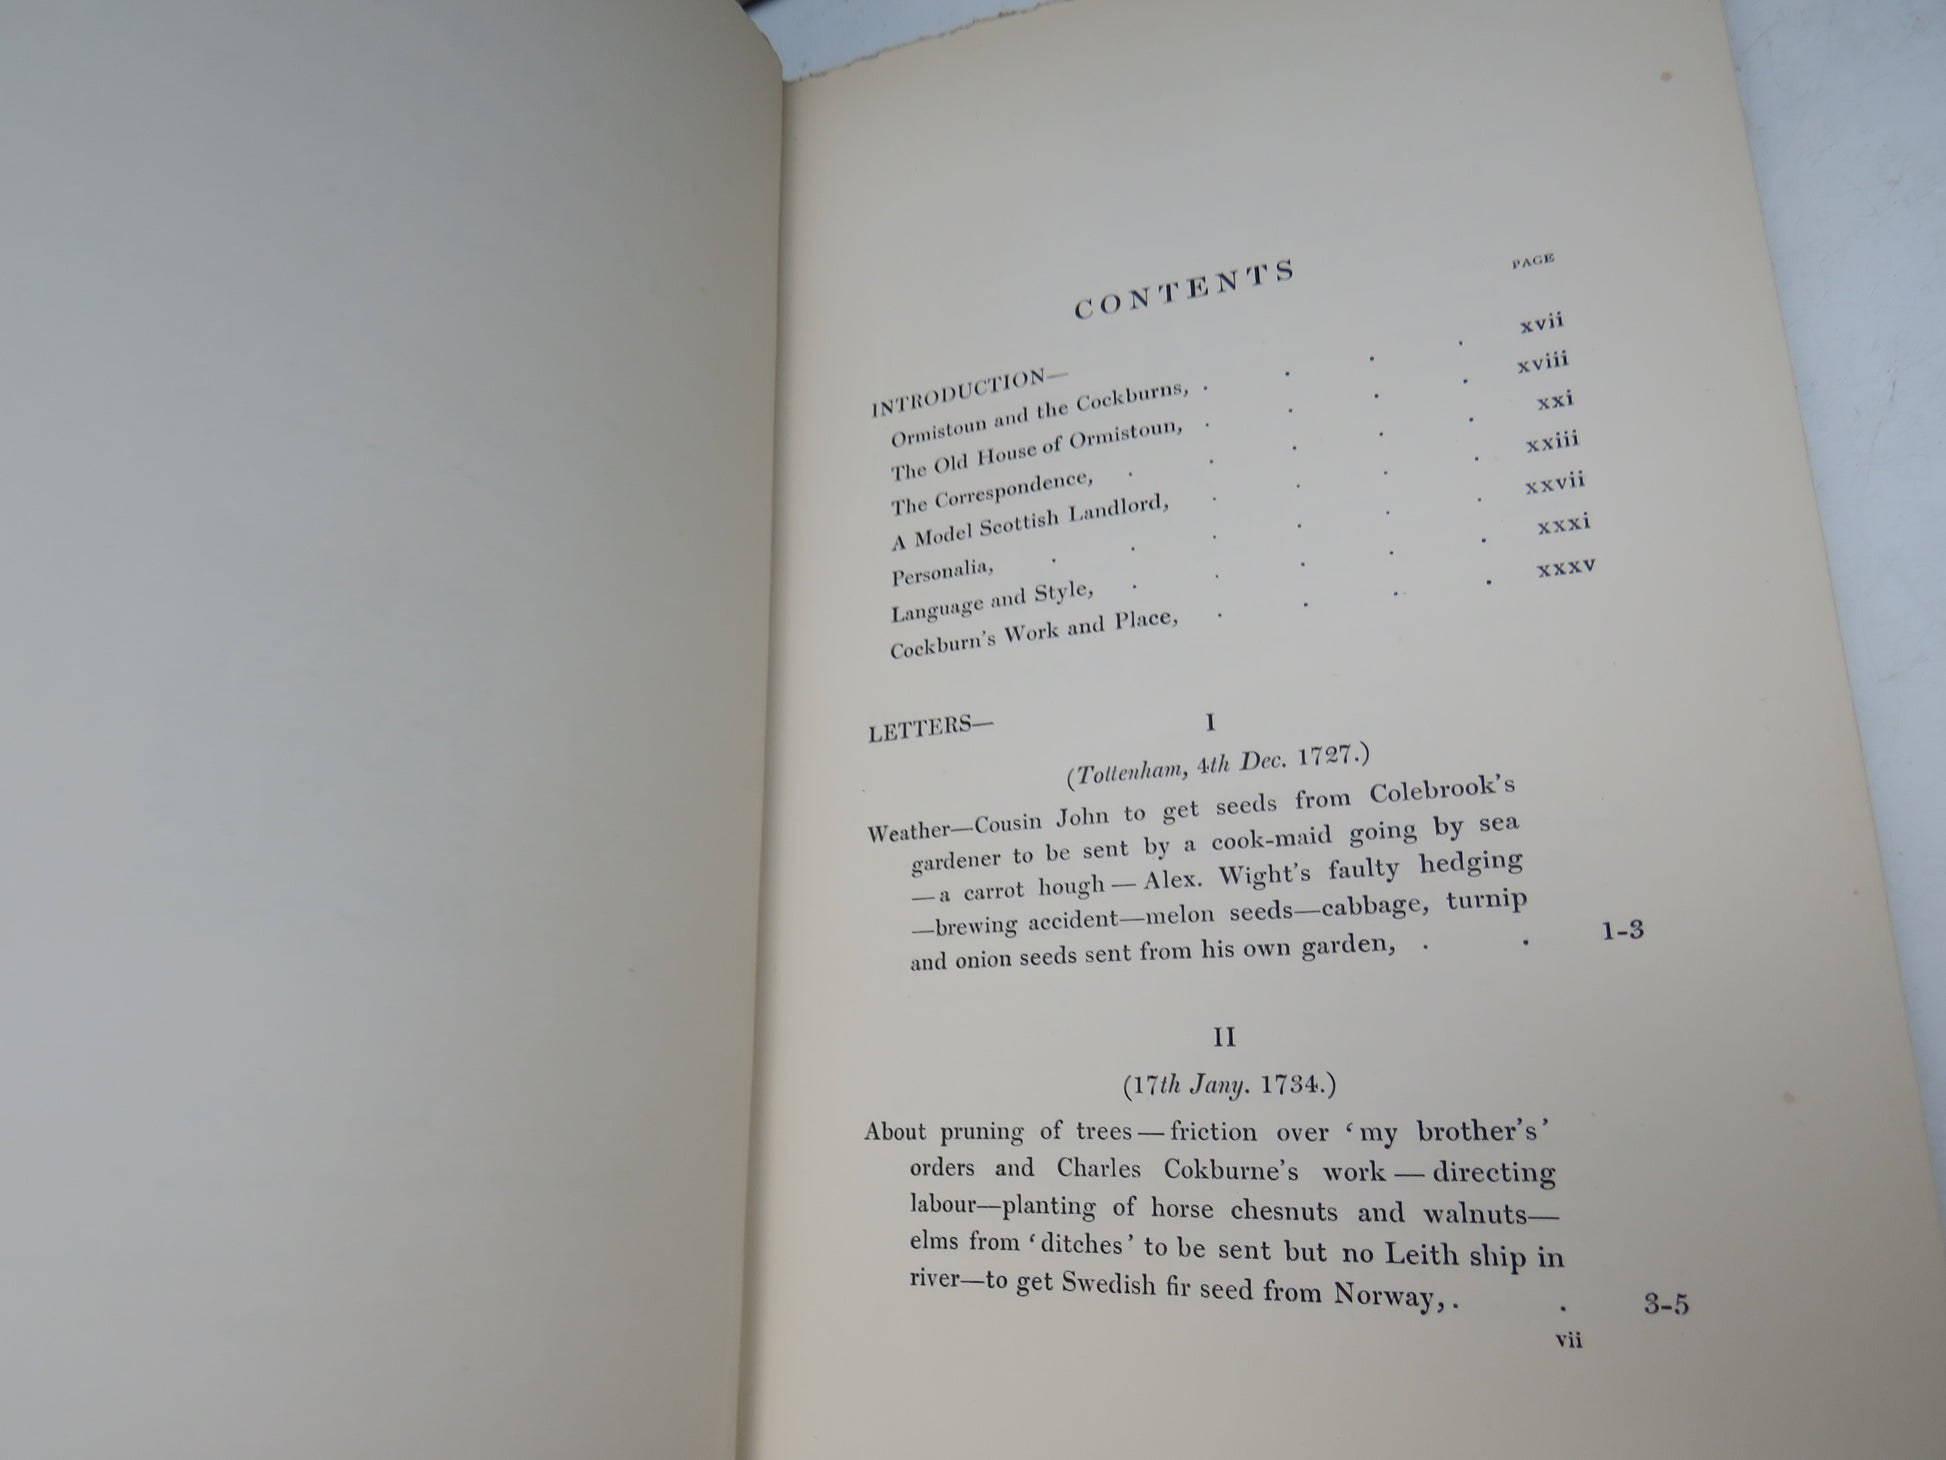 CONTENTS
PAGE
INTRODUCTION—
Ormistoun and the Cockburns, . . . . xvii
The Old House of Ormistoun, . . . . xviii
The Correspondence, . . . . . xxi
A Model Scottish Landlord, . . . . xxiii
Personalia, . . . . . . xxvii
Language and Style, . . . . . xxxi
Cockburn's Work and Place, . . . . xxxv
LETTERS—
I
(Tottenham, 4th Dec. 1727.)
Weather—Cousin John to get seeds from Colebrook's
gardener to be sent by a cook-maid going by sea
—a carrot hough—Alex. Wight's faulty hedging
—brewing accident—melon seeds—cabbage, turnip
and onion seeds sent from his own garden, . . 1-3
II
(17th Jany. 1734.)
About pruning of trees—friction over 'my brother's'
orders and Charles Cokburne's work—directing
labour—planting of horse chesnuts and walnuts—
elms from 'ditches' to be sent but no Leith ship in
river—to get Swedish fir seed from Norway, . . 3-5
vii